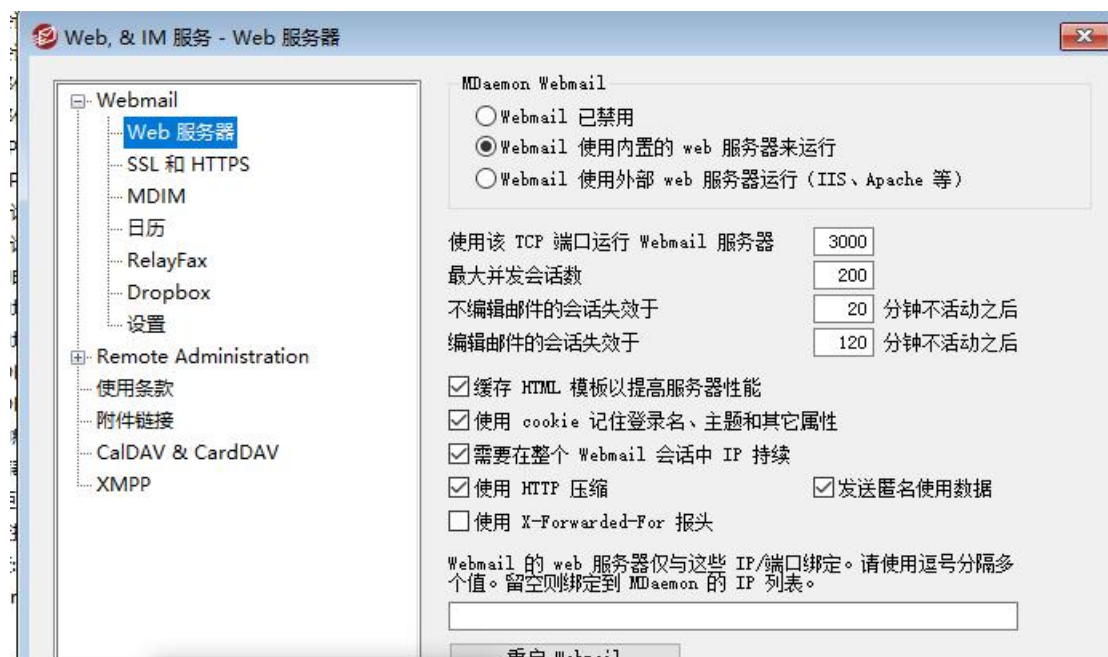 Web, & IM 服务 - Web 服务器
Webmail
Web 服务器
SSL 和 HTTPS
MDIM
日历
RelayFax
Dropbox
设置
Remote Administration
使用条款
附件链接
CalDAV & CardDAV
XMPP
MDaemon Webmail
Webmail 已禁用
Webmail 使用内置的 web 服务器来运行
Webmail 使用外部 web 服务器运行（IIS、Apache 等）
使用该 TCP 端口运行 Webmail 服务器 3000
最大并发会话数 200
不编辑邮件的会话失效于 20 分钟不活动之后
编辑邮件的会话失效于 120 分钟不活动之后
缓存 HTML 模板以提高服务器性能
使用 cookie 记住登录名、主题和其它属性
需要在整个 Webmail 会话中 IP 持续
使用 HTTP 压缩 发送匿名使用数据
使用 X-Forwarded-For 报头
Webmail 的 web 服务器仅与这些 IP/端口绑定。请使用逗号分隔多
个值。留空则绑定到 MDaemon 的 IP 列表。
重启 Webmail